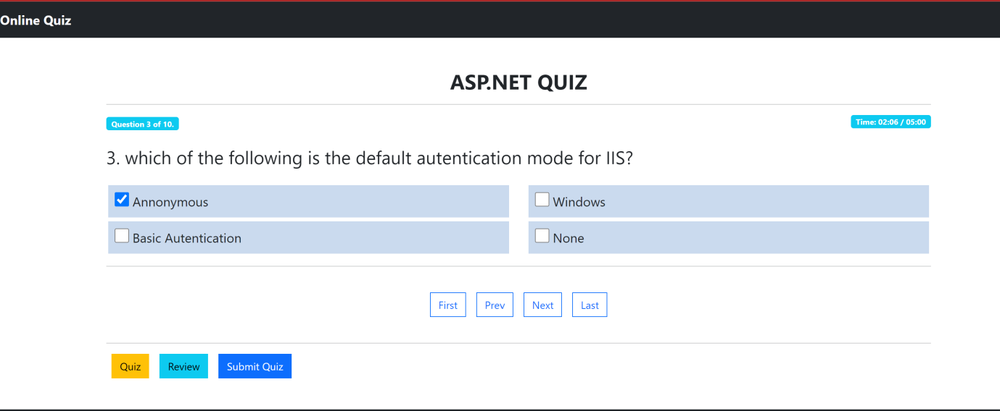 Online Quiz
ASP.NET QUIZ
Question 3 of 10.
Time: 02:06 / 05:00
3. which of the following is the default autentication mode for IIS?
Annonymous
Windows
Basic Autentication
None
First Prev Next Last
Quiz Review Submit Quiz